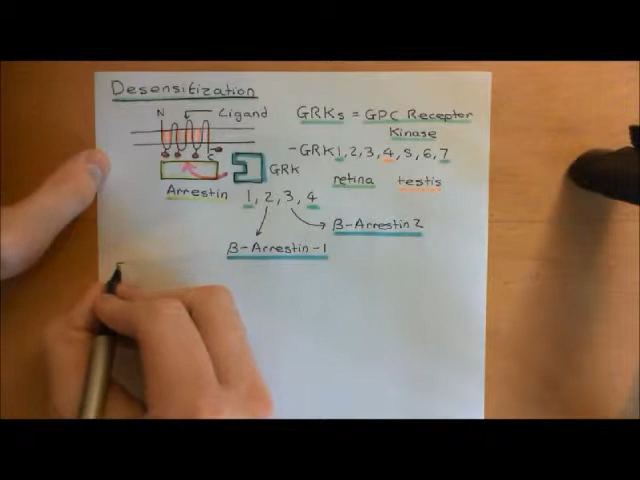 Desensitization
N Ligand
C
GRK
Arrestin 1, 2, 3, 4
β-Arrestin-1
β-Arrestin 2
GRKs = GPC Receptor
Kinase
- GRK 1, 2, 3, 4, 5, 6, 7
retina testis